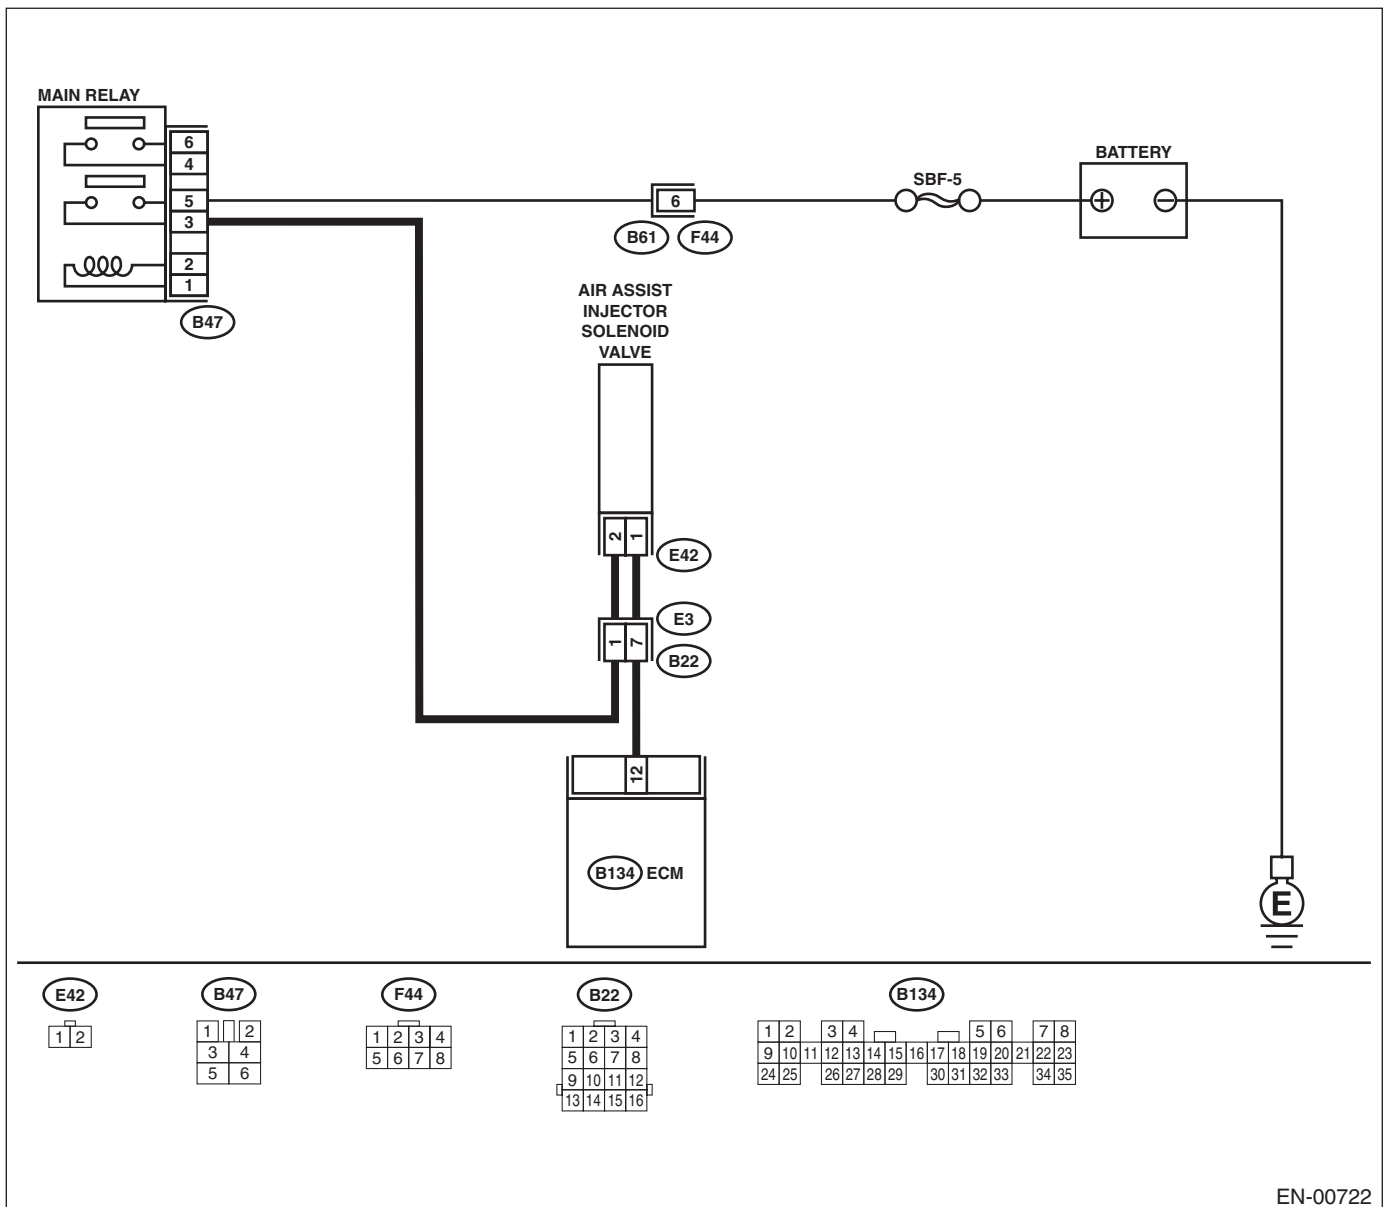 MAIN RELAY
6
4
5
3
2
1
B47
6
B61 F44
SBF-5
BATTERY
+ −
AIR ASSIST
INJECTOR
SOLENOID
VALVE
2 1
E42
E3
1 7
B22
12
B134 ECM
E
E42
1 2
B47
1 2
3 4
5 6
F44
1 2 3 4
5 6 7 8
B22
1 2 3 4
5 6 7 8
9 10 11 12
13 14 15 16
B134
1 2 3 4 5 6 7 8
9 10 11 12 13 14 15 16 17 18 19 20 21 22 23
24 25 26 27 28 29 30 31 32 33 34 35
EN-00722